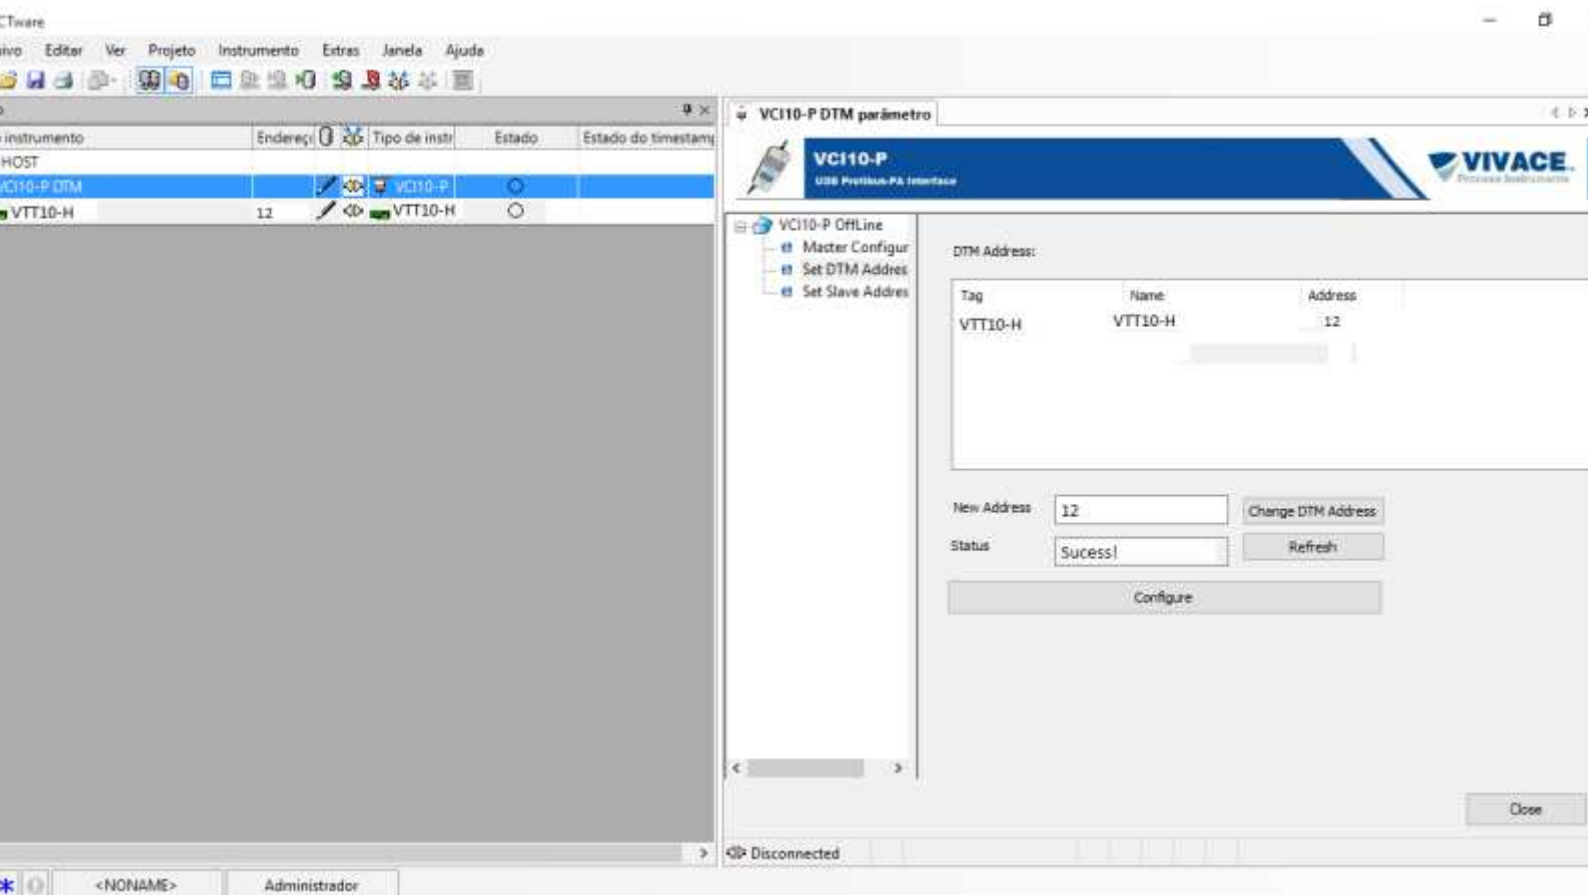 CTware
ivo Editar Ver Projeto Instrumento Extras Janela Ajuda
instrumento Endereç Tipo de instr Estado Estado do timestamp
HOST
VCI10-P DTM VCI10-P
VTT10-H 12 VTT10-H
VCI10-P DTM parâmetro
VCI10-P
USB Profibus-PA Interface
VIVACE
Process Instruments
VCI10-P OffLine
Master Configur
Set DTM Addres
Set Slave Addres
DTM Address:
Tag Name Address
VTT10-H VTT10-H 12
New Address 12 Change DTM Address
Status Sucess! Refresh
Configure
Close
Disconnected
<NONAME> Administrador